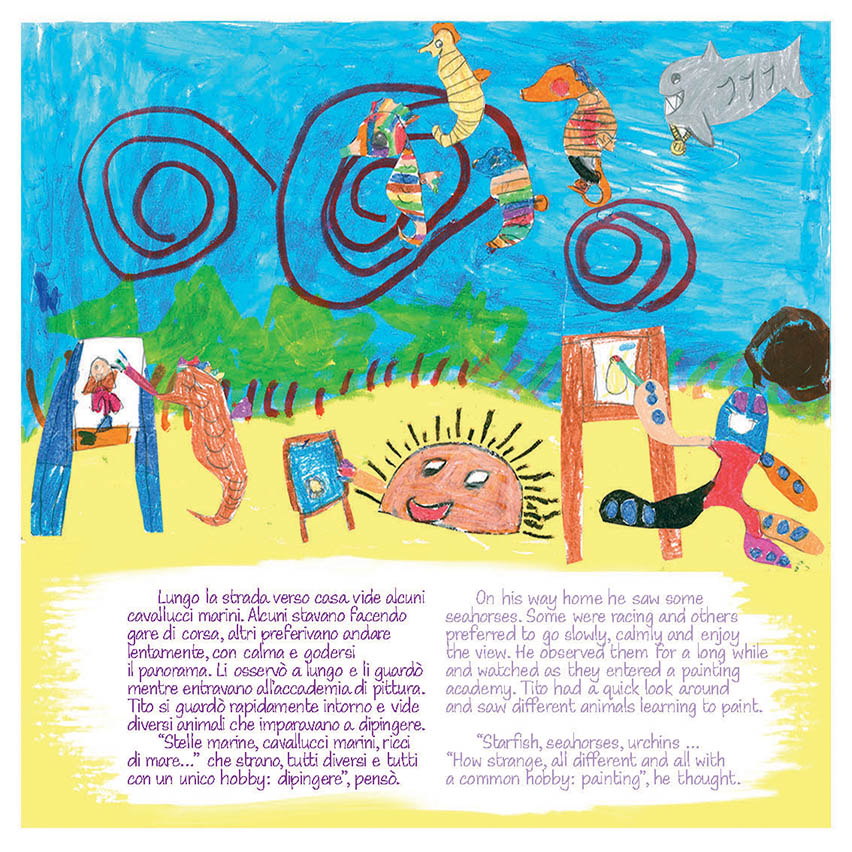 Lungo la strada verso casa vide alcuni
cavallucci marini. Alcuni stavano facendo
gare di corsa, altri preferivano andare
lentamente, con calma e godersi
il panorama. Li osservò a lungo e li guardò
mentre entravano all'accademia di pittura.
Tito si guardò rapidamente intorno e vide
diversi animali che imparavano a dipingere.
"Stelle marine, cavallucci marini, ricci
di mare..." che strano, tutti diversi e tutti
con un unico hobby: dipingere", pensò.
On his way home he saw some
seahorses. Some were racing and others
preferred to go slowly, calmly and enjoy
the view. He observed them for a long while
and watched as they entered a painting
academy. Tito had a quick look around
and saw different animals learning to paint.
"Starfish, seahorses, urchins ...
"How strange, all different and all with
a common hobby: painting", he thought.